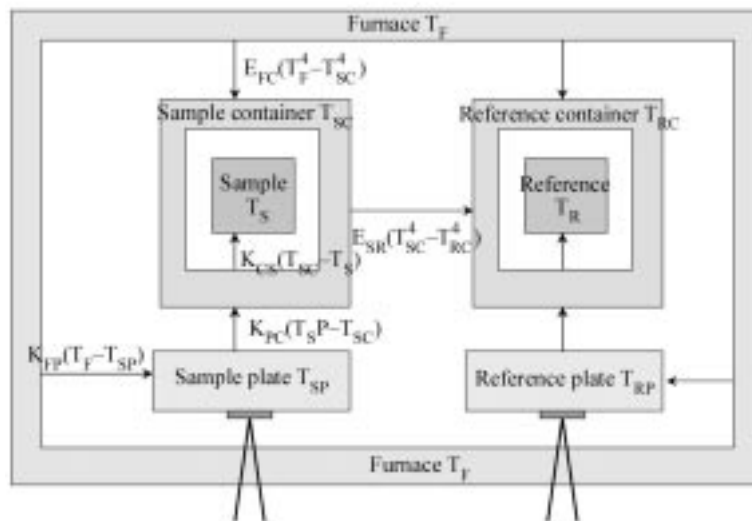 Furnace T_F
E_FC(T_F^4–T_SC^4)
Sample container T_SC
Reference container T_RC
Sample
T_S
Reference
T_R
E_SR(T_SC^4–T_RC^4)
K_CS(T_SC–T_S)
K_PC(T_SP–T_SC)
K_FP(T_F–T_SP)
Sample plate T_SP
Reference plate T_RP
Furnace T_F